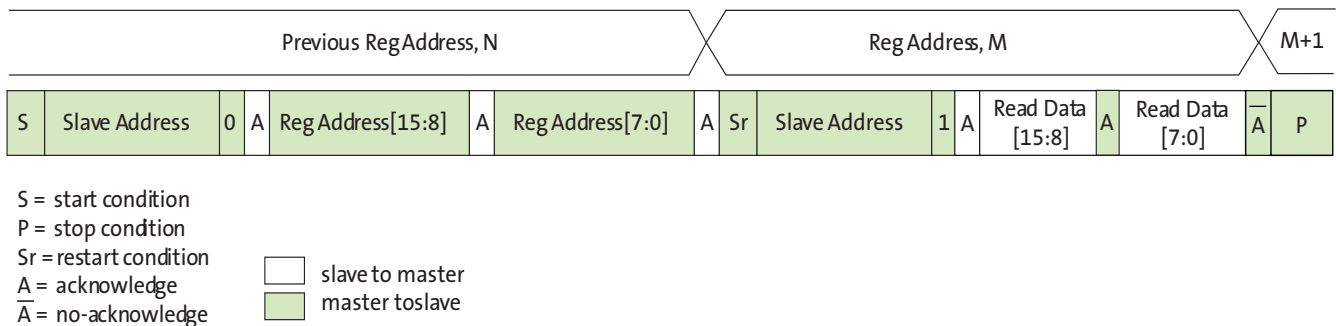 Previous Reg Address, N Reg Address, M M+1
S Slave Address 0 A Reg Address[15:8] A Reg Address[7:0] A Sr Slave Address 1 A Read Data [15:8] A Read Data [7:0] A̅ P
S = start condition
P = stop condition
Sr = restart condition
A = acknowledge
A̅ = no-acknowledge
slave to master
master toslave